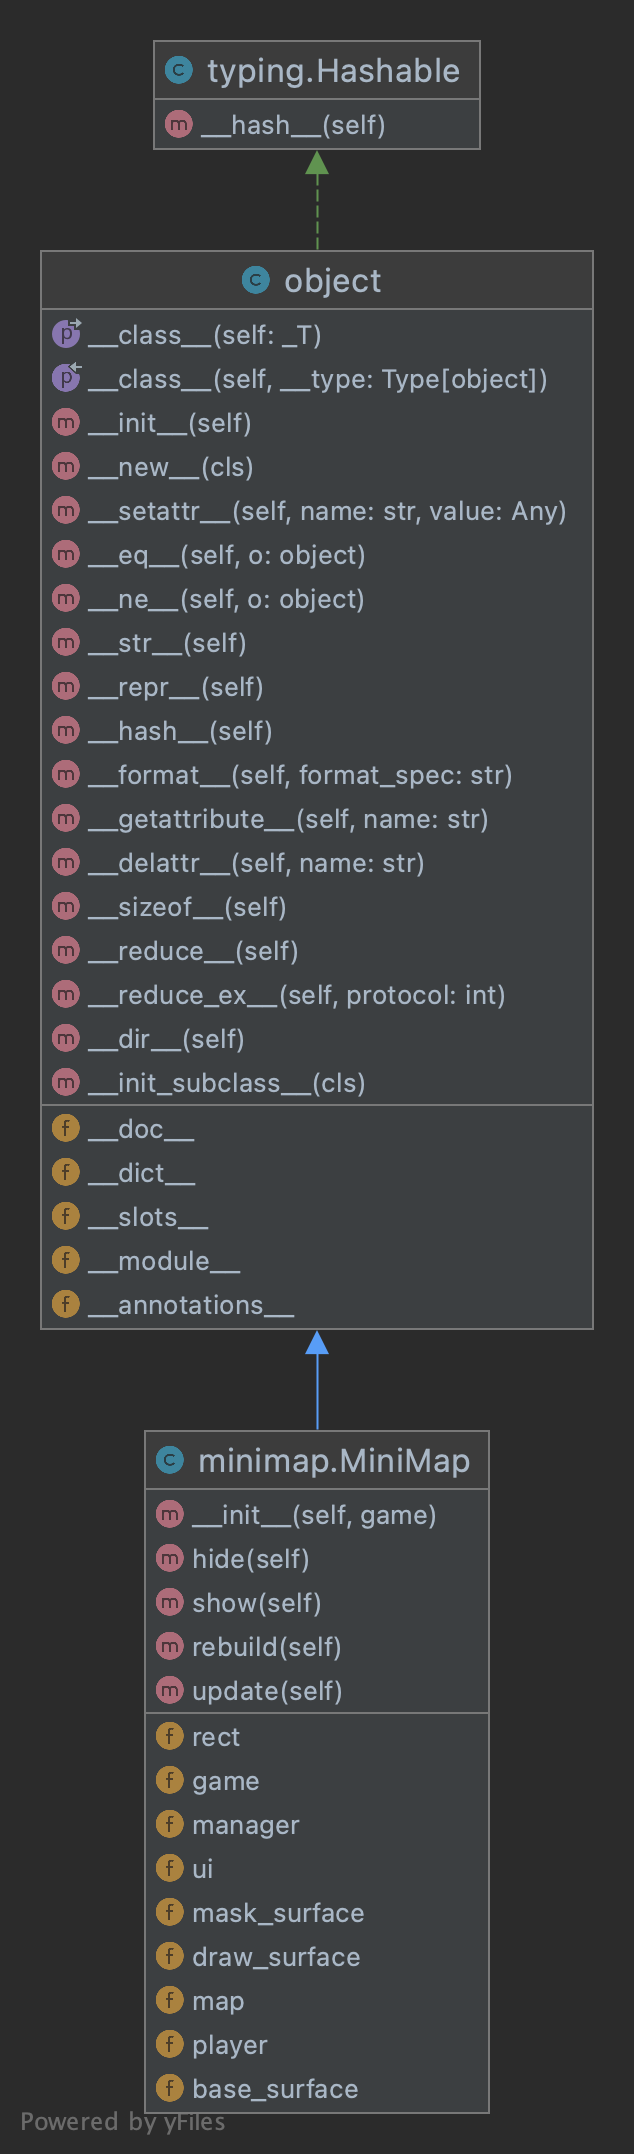 typing.Hashable
__hash__(self)
object
__class__(self: _T)
__class__(self, __type: Type[object])
__init__(self)
__new__(cls)
__setattr__(self, name: str, value: Any)
__eq__(self, o: object)
__ne__(self, o: object)
__str__(self)
__repr__(self)
__hash__(self)
__format__(self, format_spec: str)
__getattribute__(self, name: str)
__delattr__(self, name: str)
__sizeof__(self)
__reduce__(self)
__reduce_ex__(self, protocol: int)
__dir__(self)
__init_subclass__(cls)
__doc__
__dict__
__slots__
__module__
__annotations__
minimap.MiniMap
__init__(self, game)
hide(self)
show(self)
rebuild(self)
update(self)
rect
game
manager
ui
mask_surface
draw_surface
map
player
base_surface
Powered by yFiles